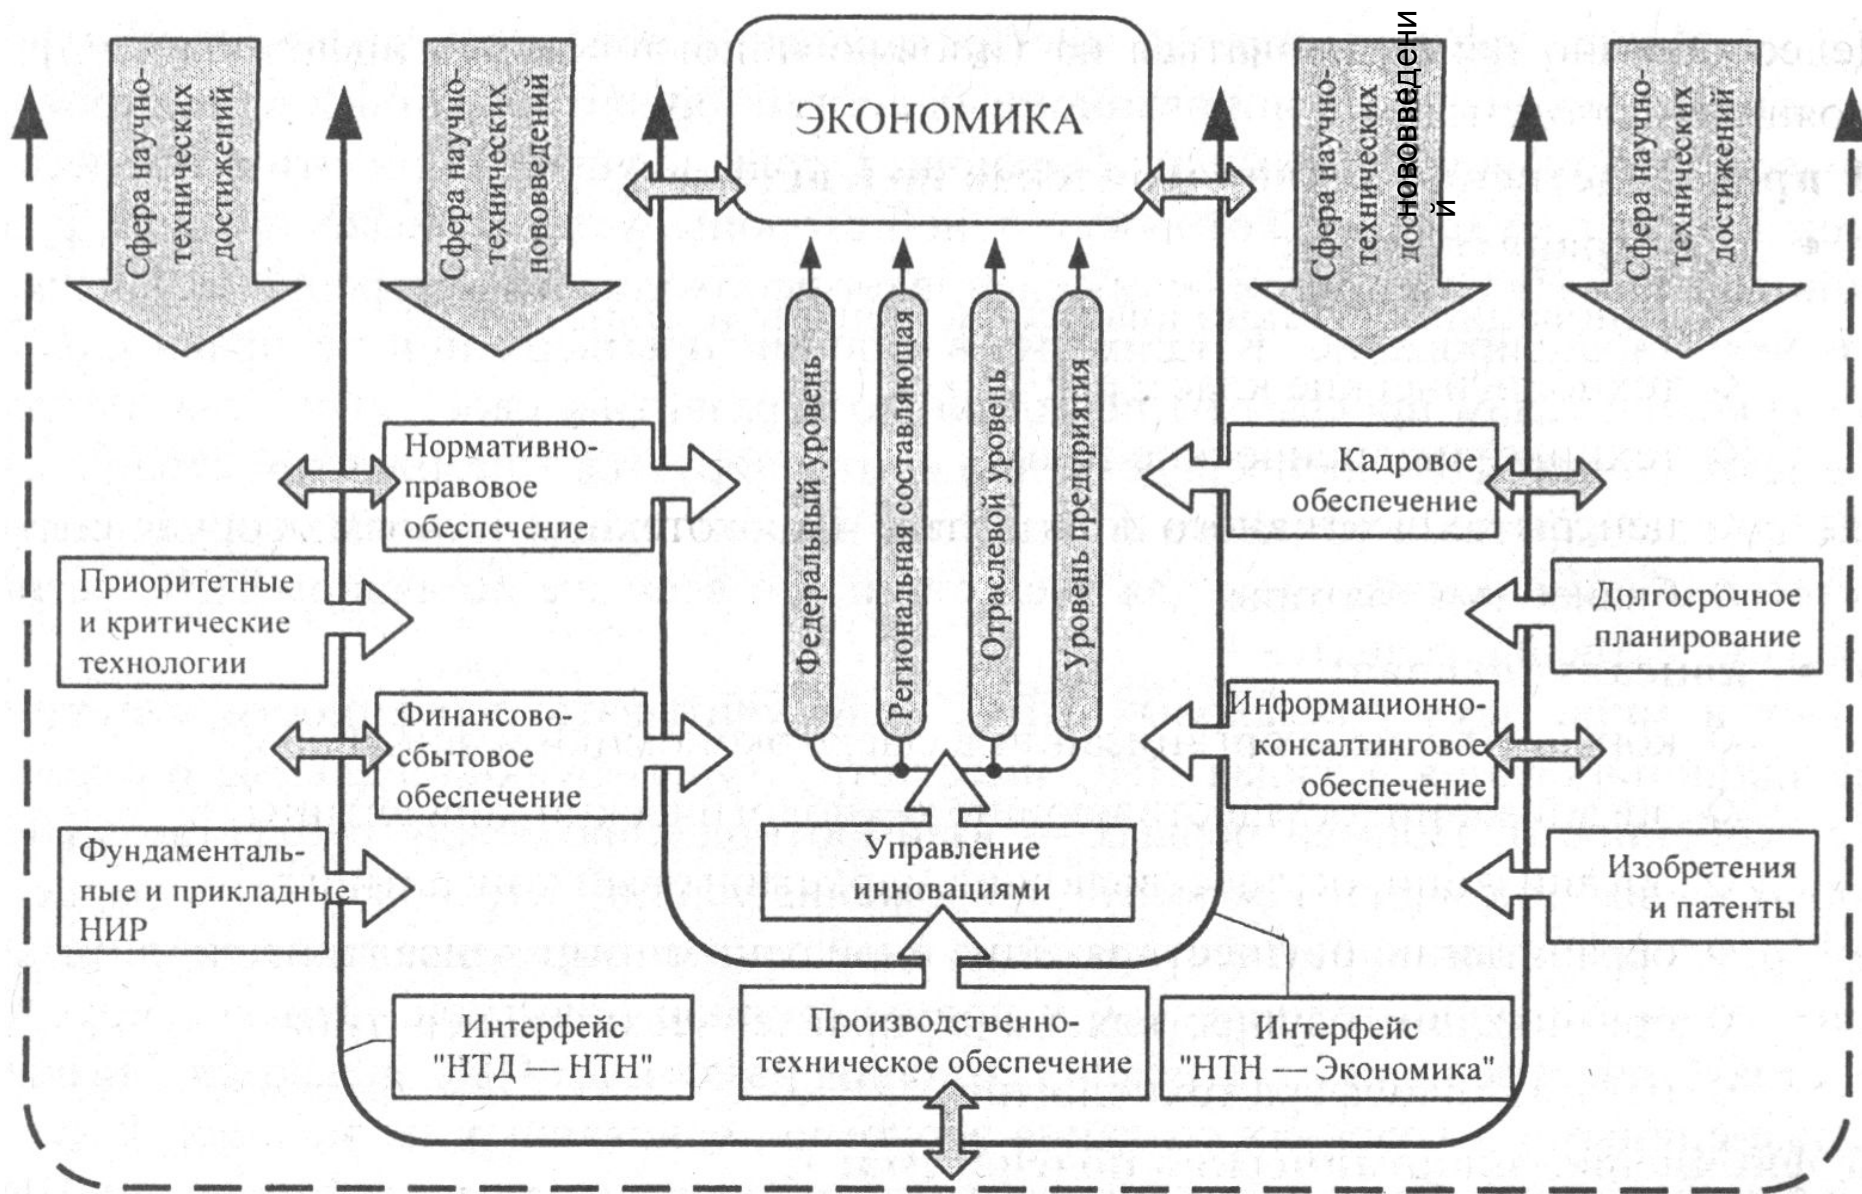 Сфера научно-
технических
достижений
Сфера научно-
технических
нововведений
ЭКОНОМИКА
Сфера научно-
технических
нововведени
й
Сфера научно-
технических
достижений
Федеральный уровень
Региональная составляющая
Отраслевой уровень
Уровень предприятия
Нормативно-
правовое
обеспечение
Кадровое
обеспечение
Приоритетные
и критические
технологии
Долгосрочное
планирование
Финансово-
сбытовое
обеспечение
Информационно-
консалтинговое
обеспечение
Фундаменталь-
ные и прикладные
НИР
Управление
инновациями
Изобретения
и патенты
Интерфейс
"НТД — НТН"
Производственно-
техническое обеспечение
Интерфейс
"НТН — Экономика"